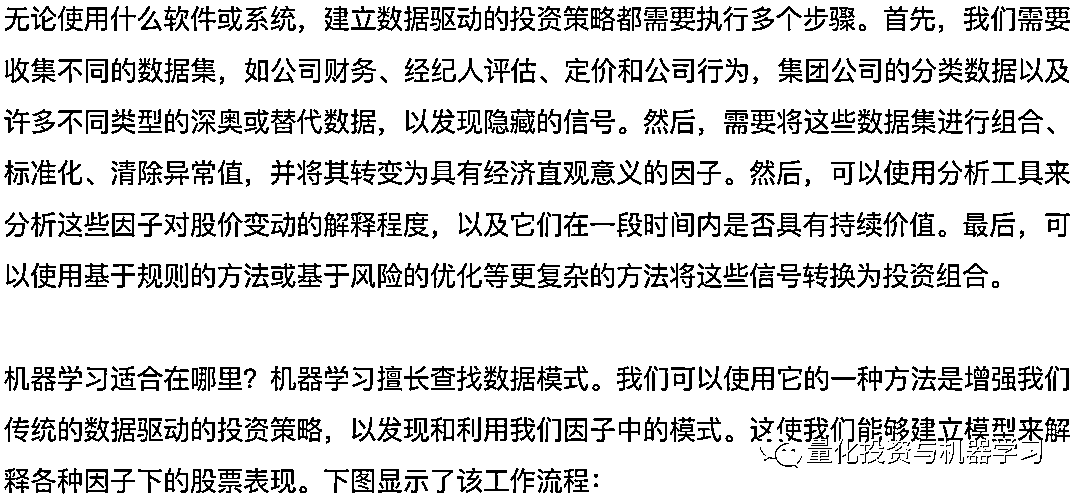 无论使用什么软件或系统，建立数据驱动的投资策略都需要执行多个步骤。首先，我们需要
收集不同的数据集，如公司财务、经纪人评估、定价和公司行为，集团公司的分类数据以及
许多不同类型的深奥或替代数据，以发现隐藏的信号。然后，需要将这些数据集进行组合、
标准化、清除异常值，并将其转变为具有经济直观意义的因子。然后，可以使用分析工具来
分析这些因子对股价变动的解释程度，以及它们在一段时间内是否具有持续价值。最后，可
以使用基于规则的方法或基于风险的优化等更复杂的方法将这些信号转换为投资组合。
机器学习适合在哪里？机器学习擅长查找数据模式。我们可以使用它的一种方法是增强我们
传统的数据驱动的投资策略，以发现和利用我们因子中的模式。这使我们能够建立模型来解
释各种因子下的股票表现。下图显示了该工作流程：
量化投资与机器学习